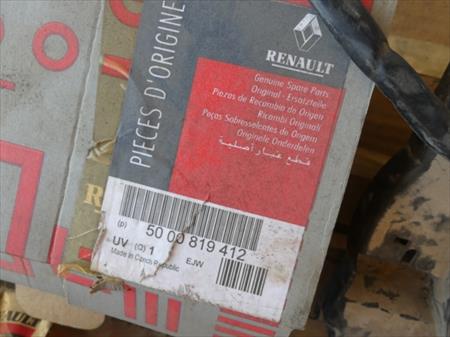 PIECES D'ORIGINE
RENAULT
Genuine Spare Parts
Original - Ersatzteile
Piezas de Recambio de Origen
Ricambi Originali
Peças Sobresselentes de Origem
Originele Onderdelen
قطع غيار أصلية
(P) 50 00 819 412
UV (Q) 1
Made in Czech Republic EJW
RENAULT